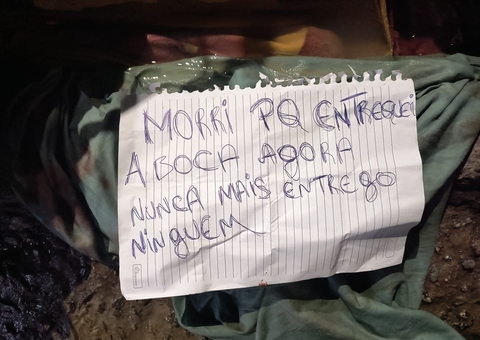 MORRi PQ ENTREGUEi
A BOCA AGORA
NUNCA MAiS ENTREGO
NiNGUEM